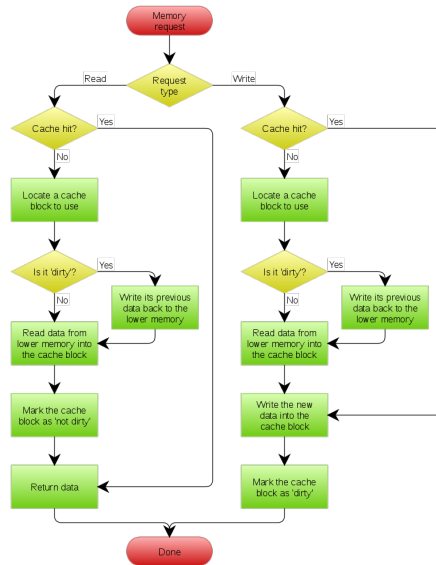 Memory
request
Request
type
Read
Write
Cache hit?
Yes
No
Locate a cache
block to use
Is it 'dirty'?
Yes
No
Write its previous
data back to the
lower memory
Read data from
lower memory into
the cache block
Mark the cache
block as 'not dirty'
Return data
Cache hit?
Yes
No
Locate a cache
block to use
Is it 'dirty'?
Yes
No
Write its previous
data back to the
lower memory
Read data from
lower memory into
the cache block
Write the new
data into the
cache block
Mark the cache
block as 'dirty'
Done